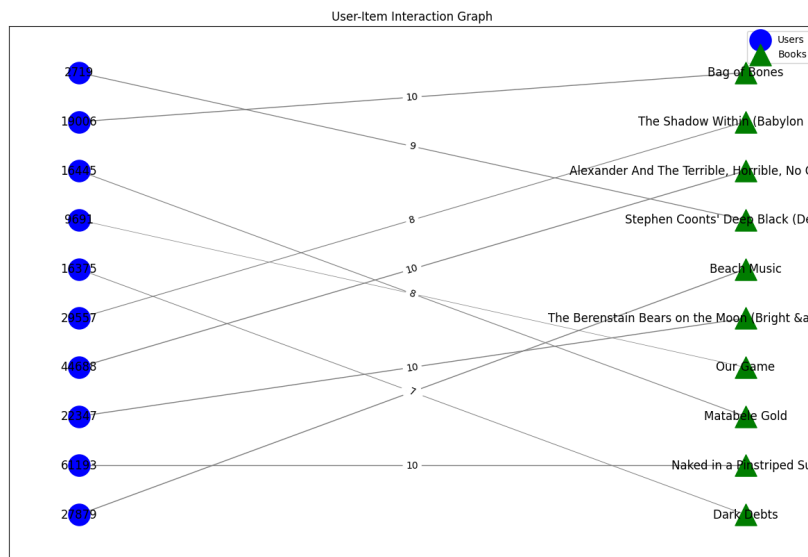 User-Item Interaction Graph
Users
Books
2719
Bag of Bones
10
The Shadow Within (Babylon
9
Alexander And The Terrible, Horrible, No
9691
8
Stephen Coonts' Deep Black
10
Beach Music
8
The Berenstain Bears on the Moon (Bright &a
10
Our Game
7
Matabele Gold
10
Naked in a Pinstriped
Dark Debts